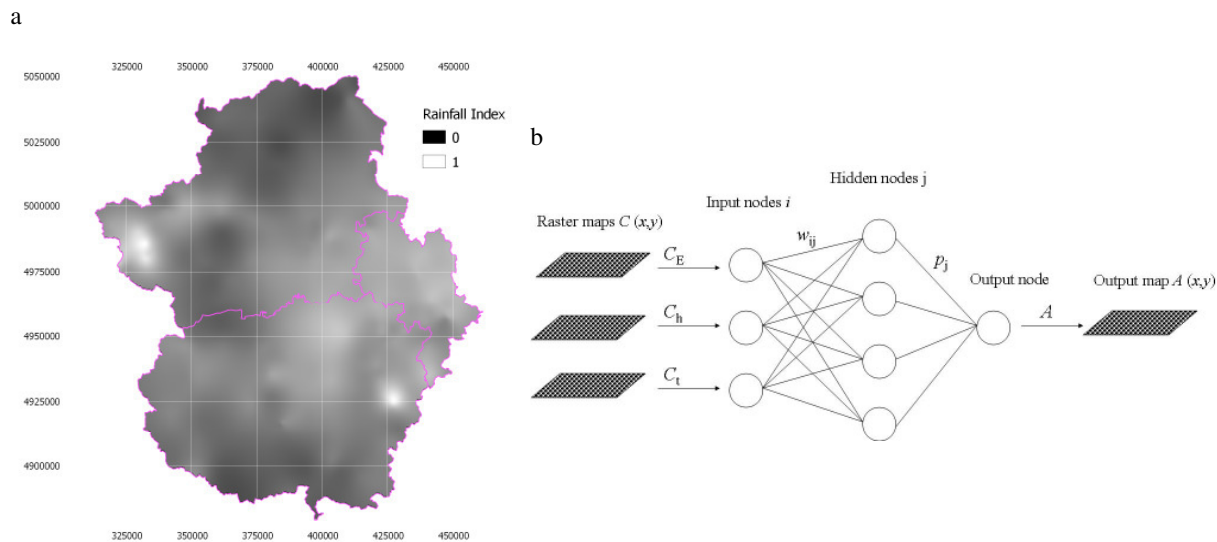 a
325000 350000 375000 400000 425000 450000
5050000
5025000
5000000
4975000
4950000
4925000
4900000
Rainfall Index
0
1
325000 350000 375000 400000 425000 450000
b
Raster maps C (x,y)
Input nodes i
Hidden nodes j
Output node
Output map A (x,y)
C_E
C_h
C_t
w_ij
p_j
A